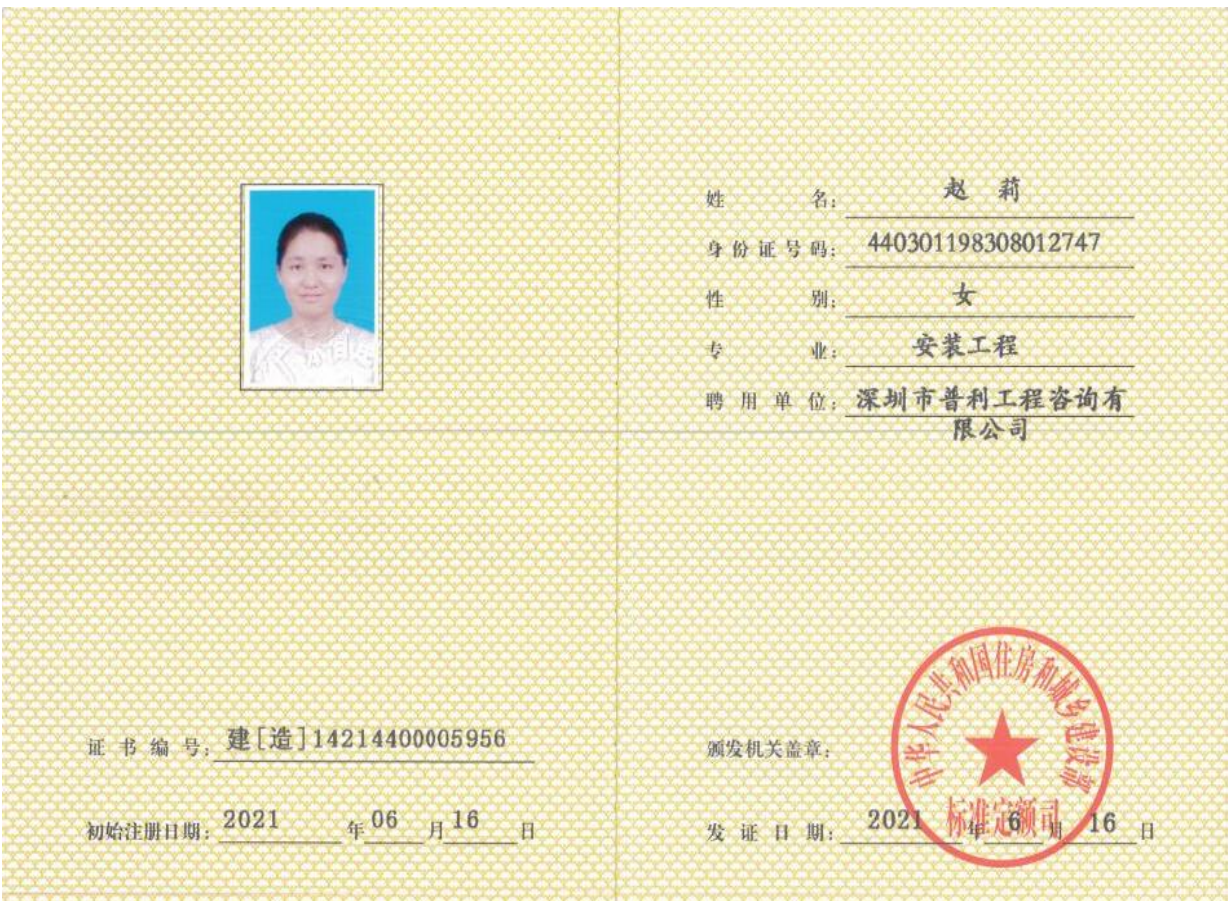 姓 名: 赵 莉
身份证号码: 440301198308012747
性 别: 女
专 业: 安装工程
聘用单位: 深圳市普利工程咨询有
限公司
证书编号: 建[造]14214400005956
初始注册日期: 2021 年 06 月 16 日
颁发机关盖章:
中华人民共和国住房和城乡建设部
标准定额司
发证日期: 2021 年 6 月 16 日